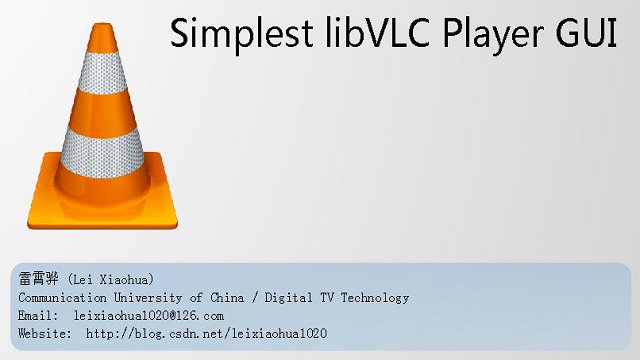 Simplest libVLC Player GUI
雷霄骅 (Lei Xiaohua)
Communication University of China / Digital TV Technology
Email: leixiaohua1020@126.com
Website: http://blog.csdn.net/leixiaohua1020